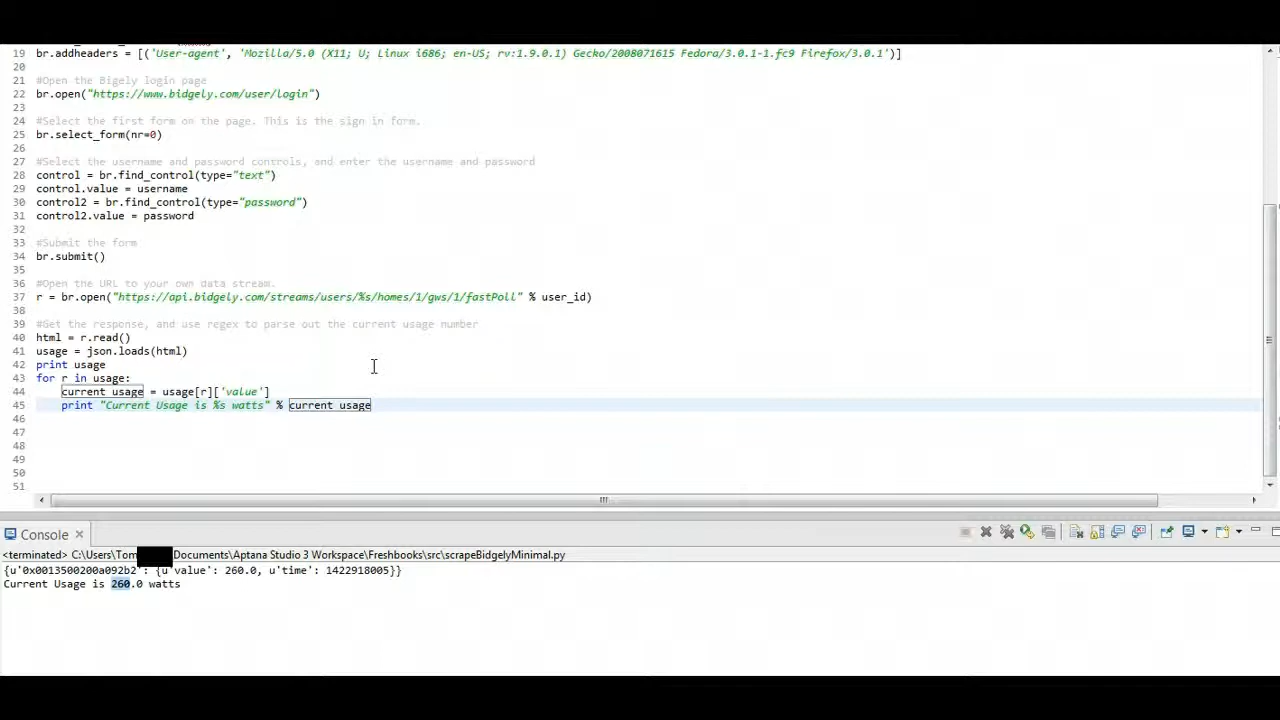 19 br.addheaders = [('User-agent', 'Mozilla/5.0 (X11; U; Linux i686; en-US; rv:1.9.0.1) Gecko/2008071615 Fedora/3.0.1-1.fc9 Firefox/3.0.1')]
20
21 #Open the Bigely login page
22 br.open("https://www.bidgely.com/user/login")
23
24 #Select the first form on the page. This is the sign in form.
25 br.select_form(nr=0)
26
27 #Select the username and password controls, and enter the username and password
28 control = br.find_control(type="text")
29 control.value = username
30 control2 = br.find_control(type="password")
31 control2.value = password
32
33 #Submit the form
34 br.submit()
35
36 #Open the URL to your own data stream.
37 r = br.open("https://api.bidgely.com/streams/users/%s/homes/1/gws/1/fastPoll" % user_id)
38
39 #Get the response, and use regex to parse out the current usage number
40 html = r.read()
41 usage = json.loads(html)
42 print usage
43 for r in usage:
44 current_usage = usage[r]['value']
45 print "Current Usage is %s watts" % current_usage
46
47
48
49
50
51
Console
<terminated> C:\Users\Tom Documents\Aptana Studio 3 Workspace\Freshbooks\src\scrapeBidgelyMinimal.py
{u'0x0013500200a092b2': {u'value': 260.0, u'time': 1422918005}}
Current Usage is 260.0 watts